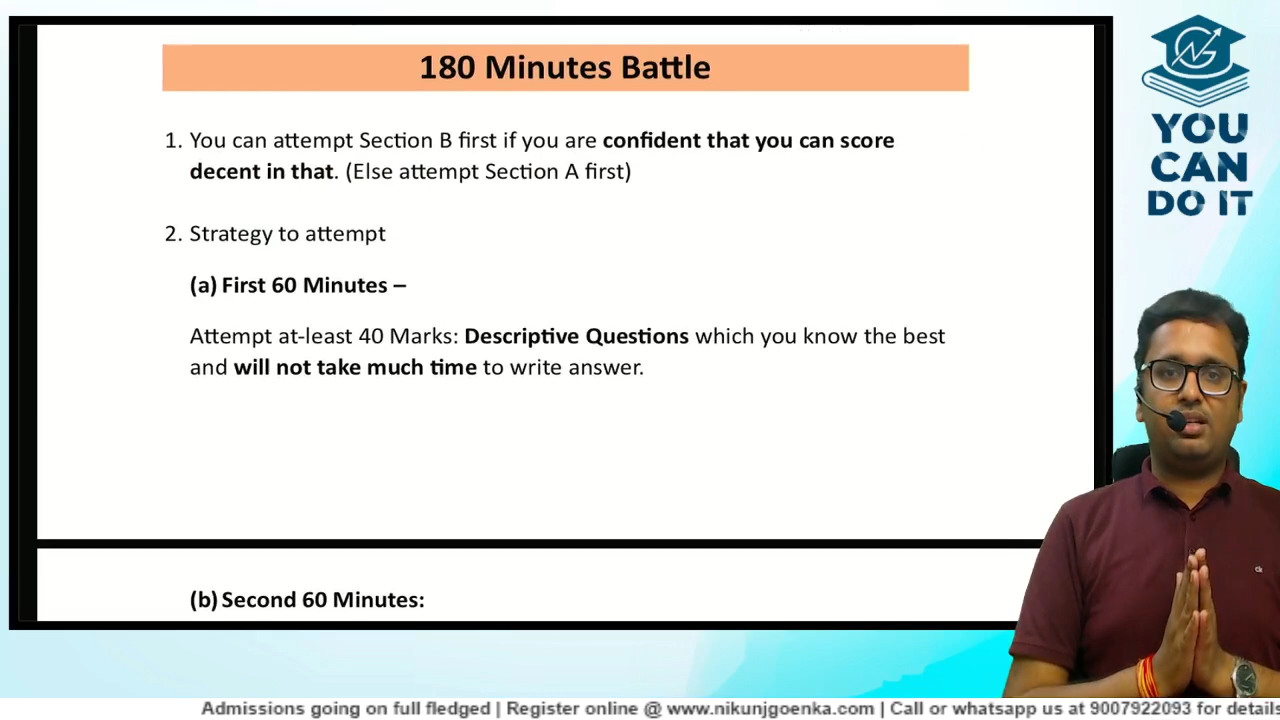 180 Minutes Battle
1. You can attempt Section B first if you are confident that you can score
decent in that. (Else attempt Section A first)
2. Strategy to attempt
(a) First 60 Minutes –
Attempt at-least 40 Marks: Descriptive Questions which you know the best
and will not take much time to write answer.
(b) Second 60 Minutes:
YOU
CAN
DO IT
Admissions going on full fledged | Register online @ www.nikunjgoenka.com | Call or whatsapp us at 9007922093 for details